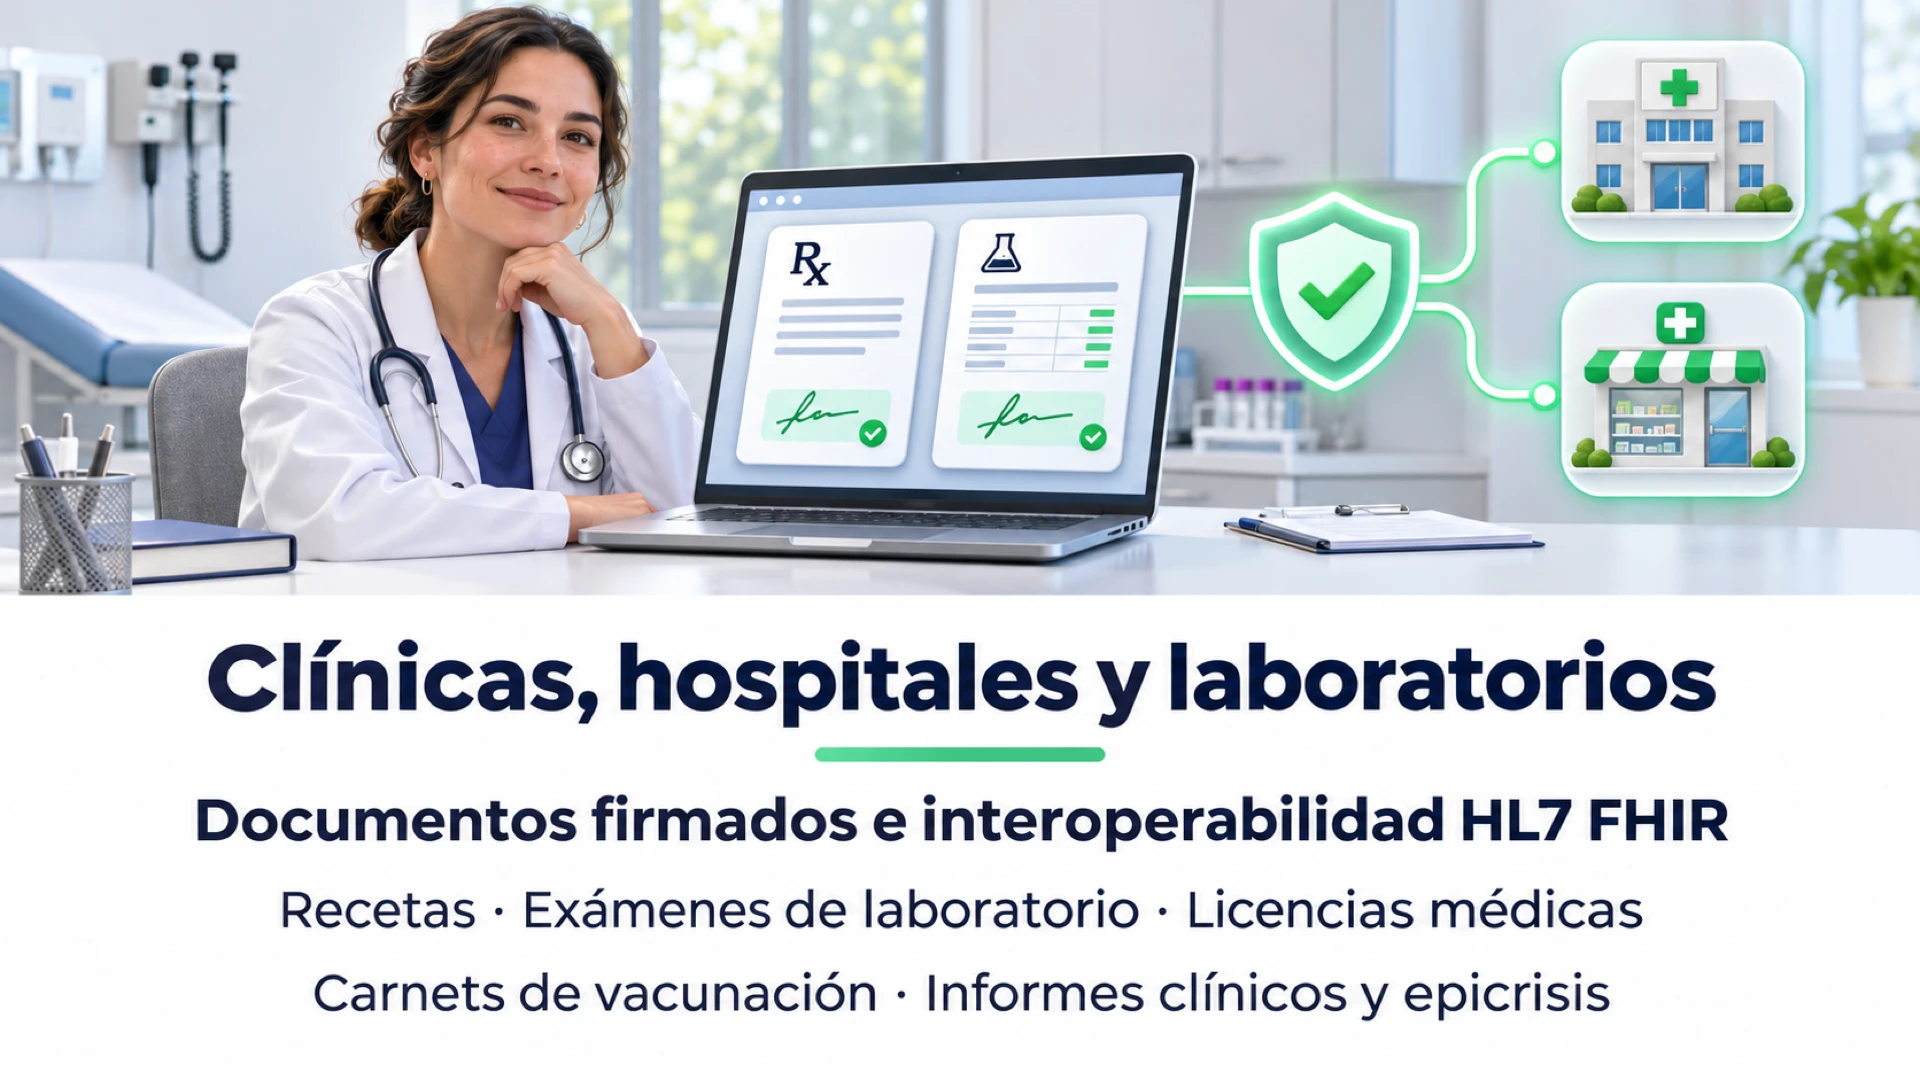 Rx
Clínicas, hospitales y laboratorios
Documentos firmados e interoperabilidad HL7 FHIR
Recetas · Exámenes de laboratorio · Licencias médicas
Carnets de vacunación · Informes clínicos y epicrisis